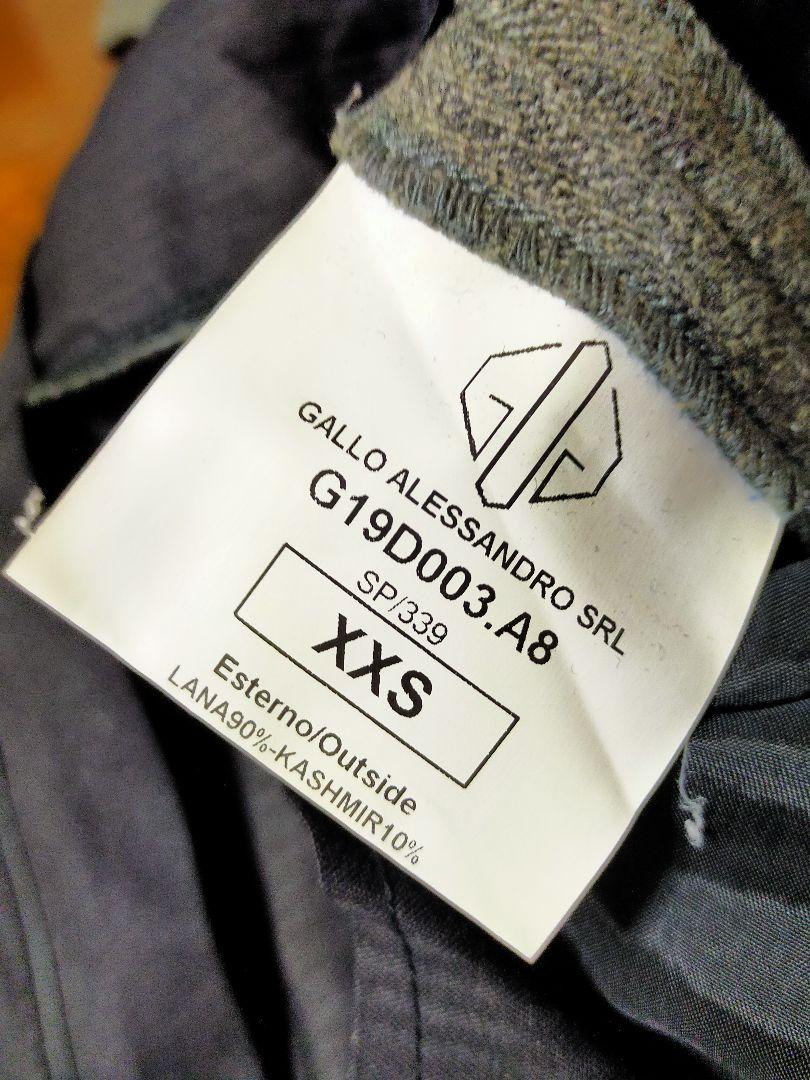 GALLO ALESSANDRO SRL
G19D003.A8
SP/339
XXS
Esterno/Outside
LANA90%-KASHMIR10%